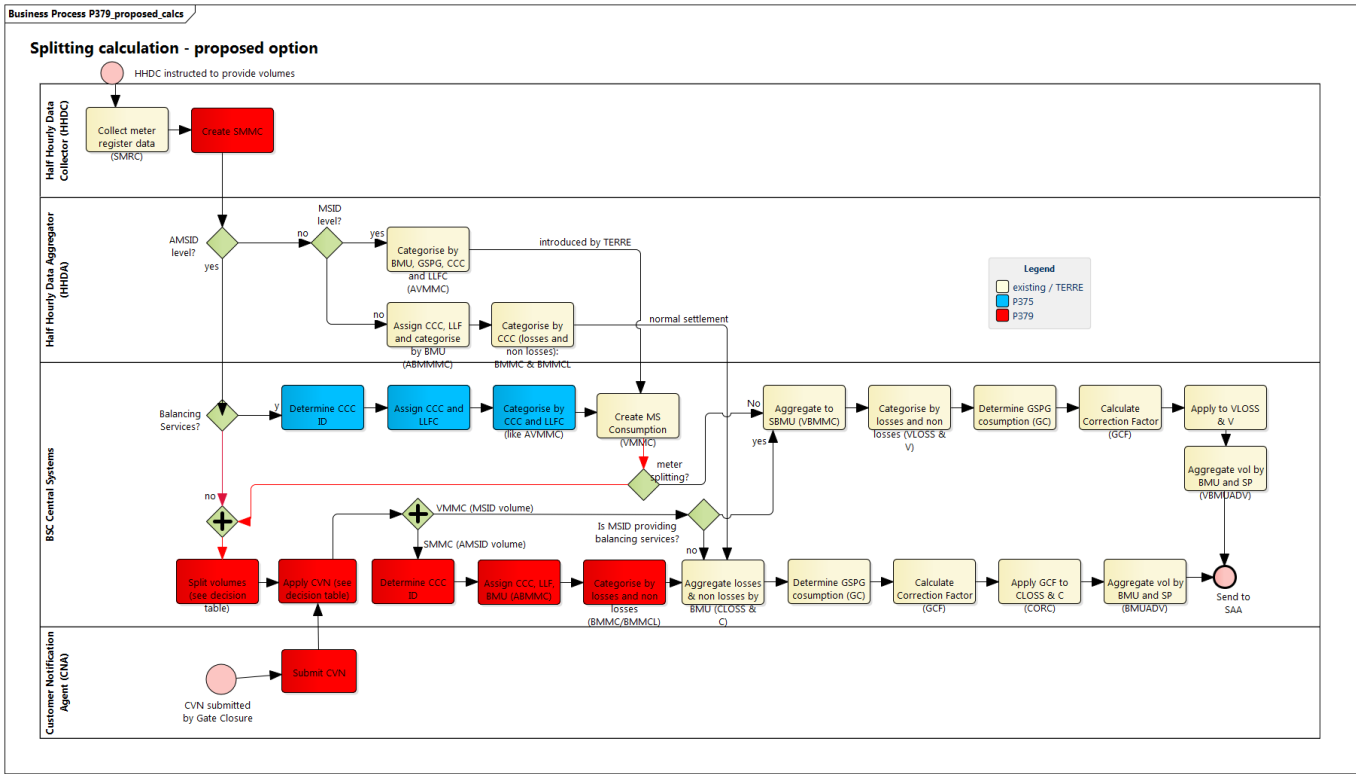 Business Process P379_proposed_calcs
Splitting calculation - proposed option
HHDC instructed to provide volumes
Half Hourly Data
Collector (HHDC)
Collect meter
register data
(SMRC)
Create SMMC
Half Hourly Data Aggregator
(HHDA)
AMSID
level?
yes
no
MSID
level?
yes
Categorise by
BMU, GSPG, CCC
and LLFC
(AVMMC)
introduced by TERRE
no
Assign CCC, LLF
and categorise
by BMU
(ABMMMC)
Categorise by
CCC (losses and
non losses):
BMMC & BMMCL
normal settlement
Legend
existing / TERRE
P375
P379
BSC Central Systems
Balancing
Services?
y
Determine CCC
ID
Assign CCC and
LLFC
Categorise by
CCC and LLFC
(like AVMMC)
Create MS
Consumption
(VMMC)
No
Aggregate to
SBMU (VBMMC)
yes
Categorise by
losses and non
losses (VLOSS &
V)
Determine GSPG
cosumption (GC)
Calculate
Correction Factor
(GCF)
Apply to VLOSS
& V
Aggregate vol by
BMU and SP
(VBMUADV)
meter
splitting?
no
VMMC (MSID volume)
Is MSID providing
balancing services?
no
SMMC (AMSID volume)
Split volumes
(see decision
table)
Apply CVN (see
decision table)
Determine CCC
ID
Assign CCC, LLF,
BMU (ABMMC)
Categorise by
losses and non
losses
(BMMC/BMMCL)
Aggregate losses
& non losses by
BMU (CLOSS &
C)
Determine GSPG
cosumption (GC)
Calculate
Correction Factor
(GCF)
Apply GCF to
CLOSS & C
(CORC)
Aggregate vol by
BMU and SP
(BMUADV)
Send to
SAA
Customer Notification
Agent (CNA)
Submit CVN
CVN submitted
by Gate Closure